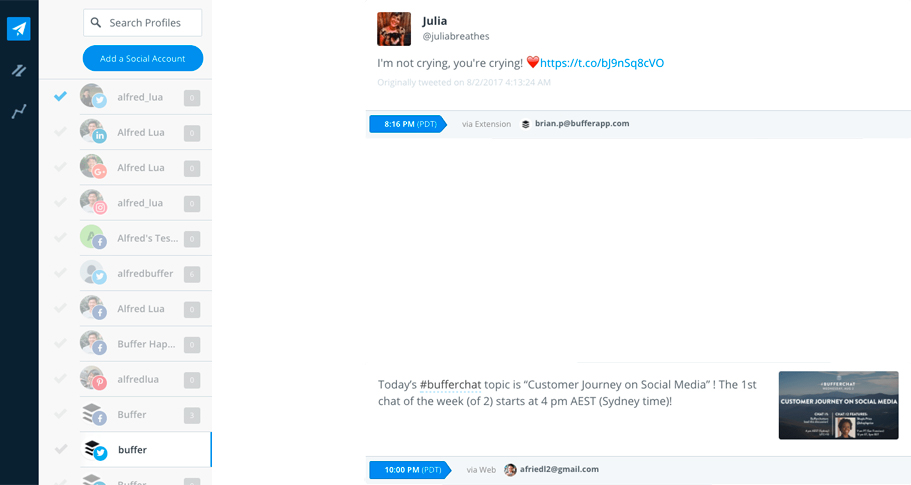 Search Profiles
Add a Social Account
alfred_lua
0
Alfred Lua
0
Alfred Lua
0
alfred_lua
0
Alfred's Tes...
0
alfredbuffer
Alfred Lua
0
Buffer Hap...
0
alfredlua
0
Buffer
3
buffer
Buffer
Julia
@juliabreathes
I'm not crying, you're crying! ❤️https://t.co/bJ9nSq8cVO
Originally tweeted on 8/2/2017 4:13:24 AM
8:16 PM (PDT) via Extension brian.p@bufferapp.com
Today's #bufferchat topic is “Customer Journey on Social Media” ! The 1st
chat of the week (of 2) starts at 4 pm AEST (Sydney time)!
#BUFFERCHAT
CUSTOMER JOURNEY ON SOCIAL MEDIA
10:00 PM (PDT) via Web afriedl2@gmail.com